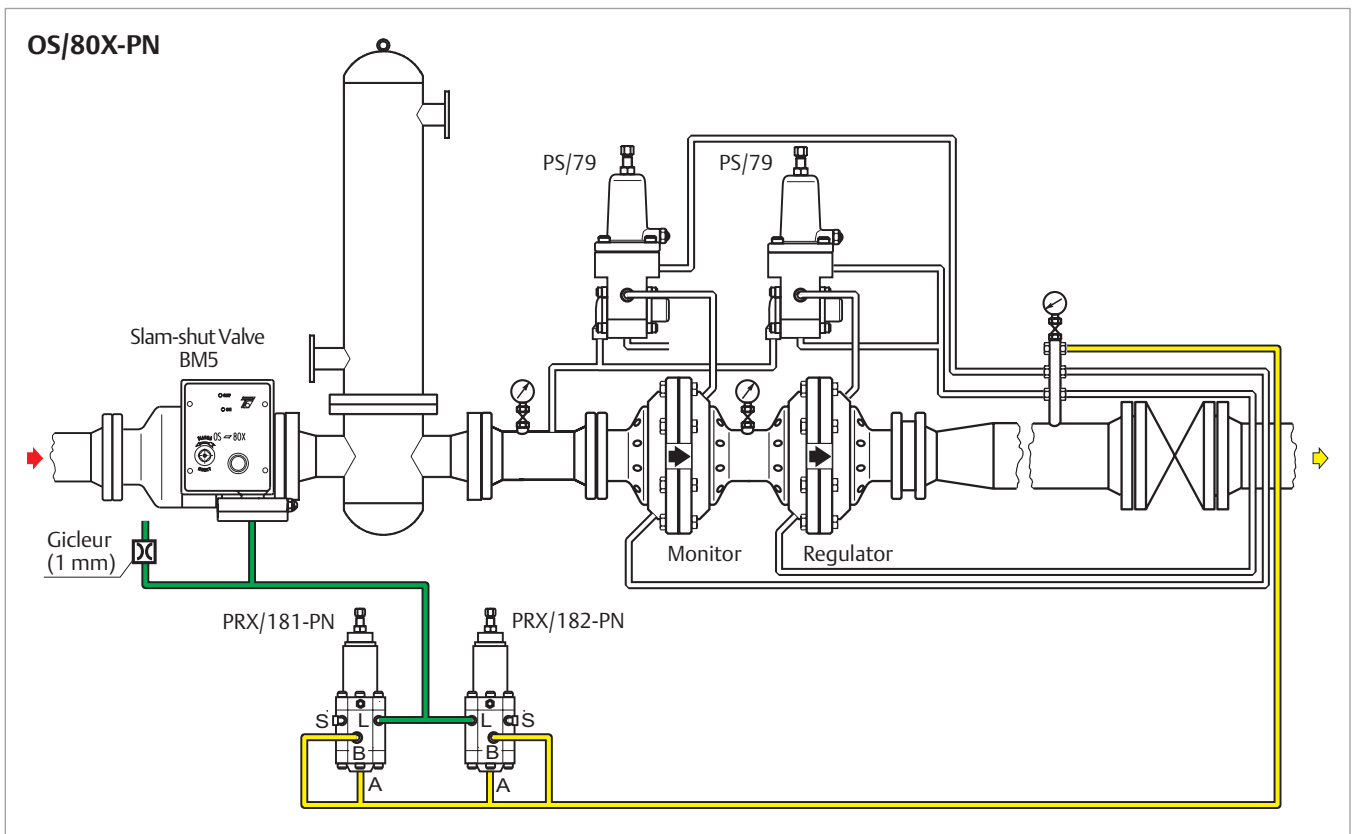 OS/80X-PN
PS/79
PS/79
Slam-shut Valve
BM5
OS
80X
Gicleur
(1 mm)
Monitor
Regulator
PRX/181-PN
PRX/182-PN
S
L
L
S
B
B
A
A